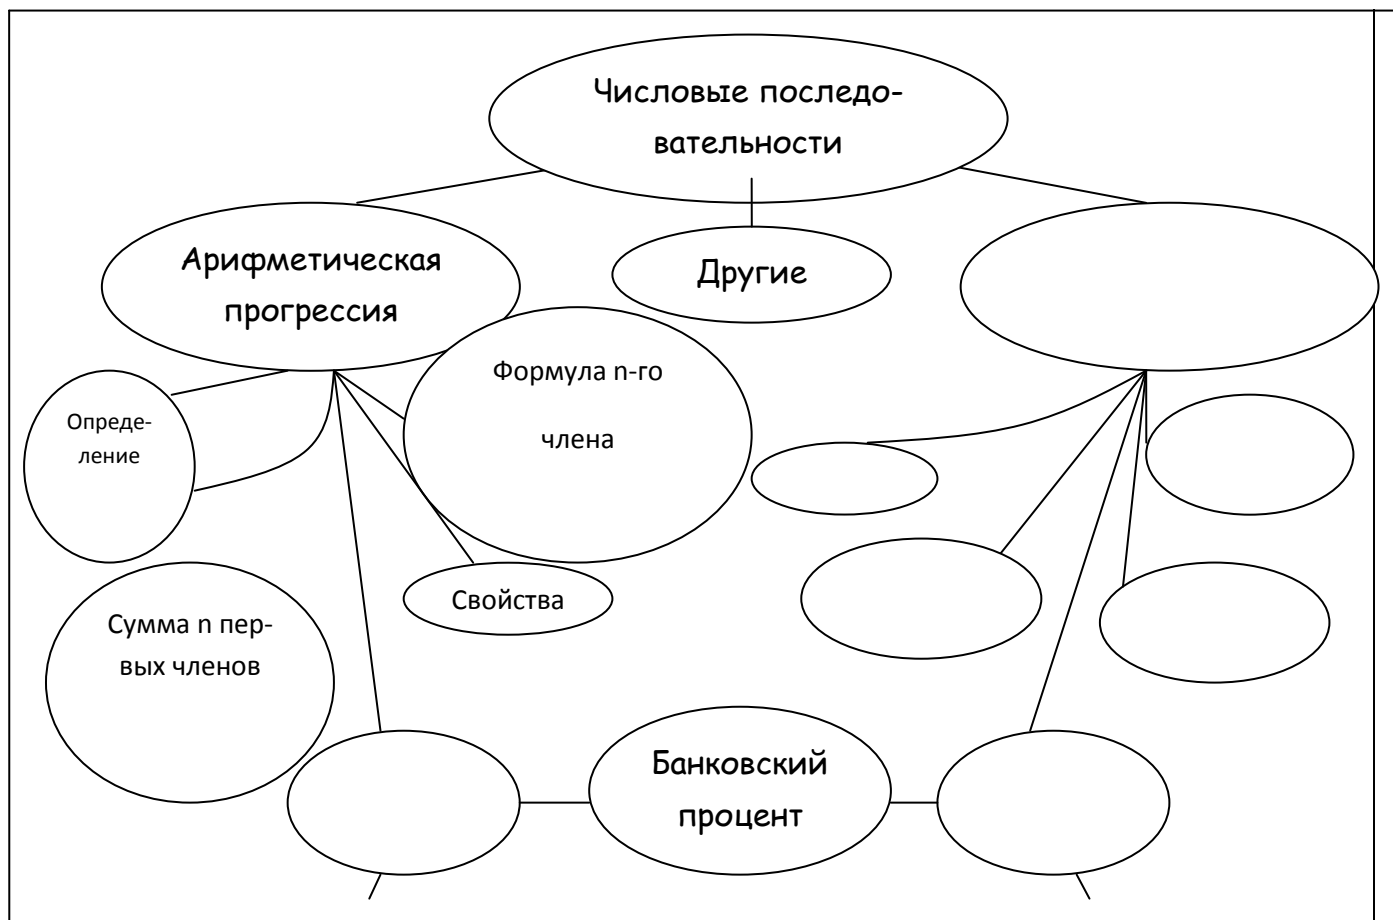 Числовые последо-
вательности
Арифметическая
прогрессия
Другие
Формула n-го
члена
Опреде-
ление
Свойства
Сумма n пер-
вых членов
Банковский
процент